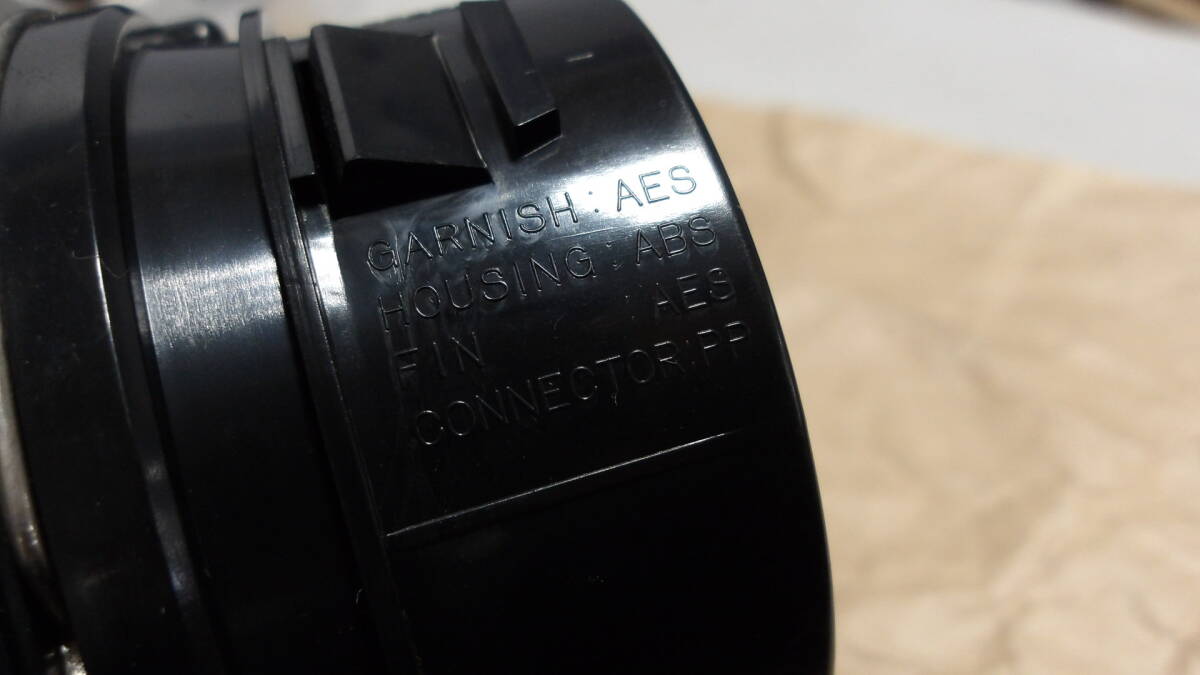 GARNISH : AES
HOUSING : ABS
FIN : AES
CONNECTOR : PP